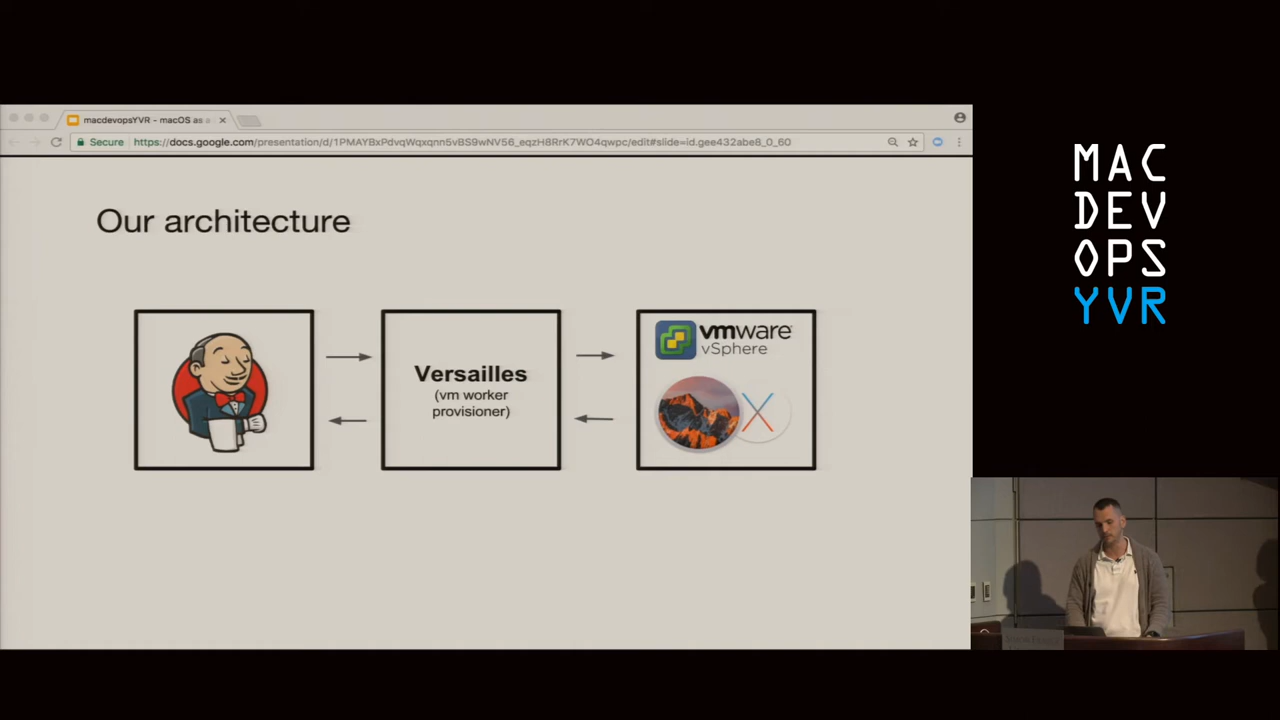 macdevopsYVR - macOS as a
Secure
https://docs.google.com/presentation/d/1PMAYBxPdvqWqxqnn5vBS9wNV56_eqzH8RrK7WO4qwpc/edit#slide=id.gee432abe8_0_60
Our architecture
Versailles
(vm worker
provisioner)
vmware
vSphere
MAC
DEV
OPS
YVR